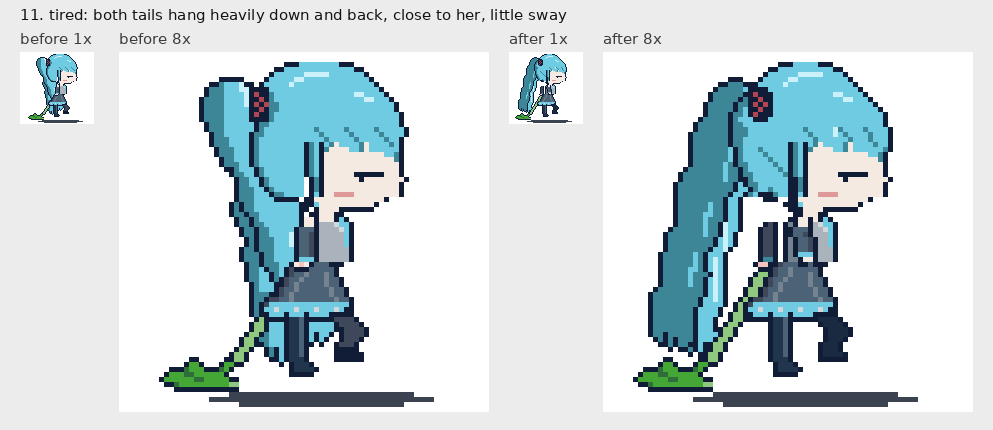 11. tired: both tails hang heavily down and back, close to her, little sway
before 1x
before 8x
after 1x
after 8x